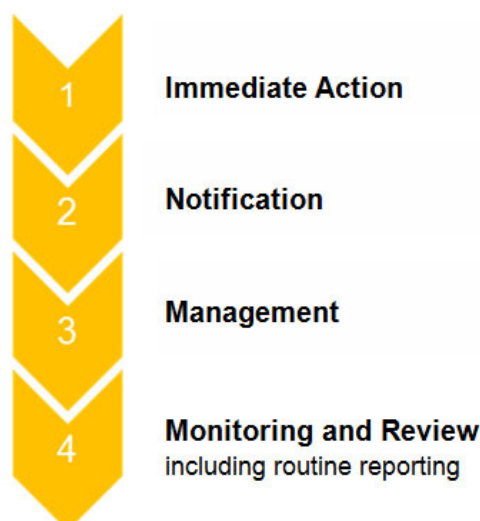 1
Immediate Action
2
Notification
3
Management
4
Monitoring and Review
including routine reporting